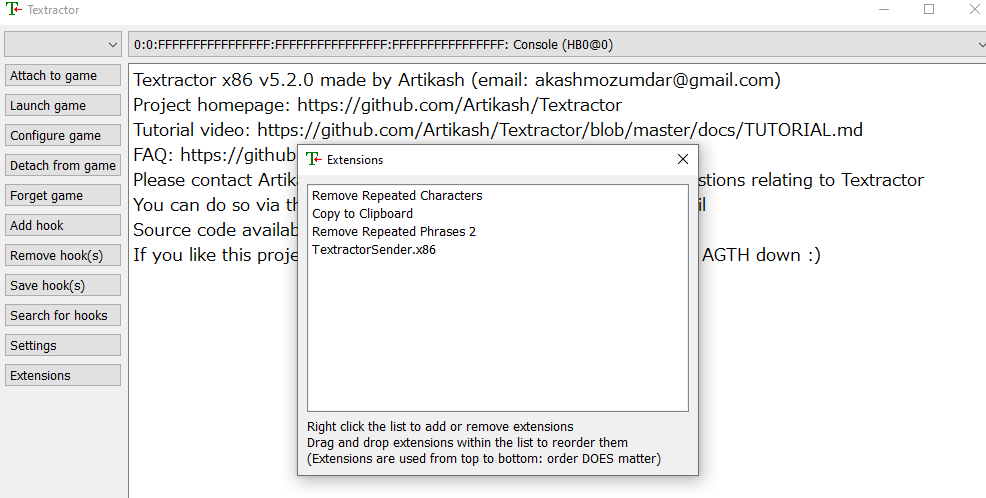 Textractor
0:0:FFFFFFFFFFFFFFFF:FFFFFFFFFFFFFFFF:FFFFFFFFFFFFFFFF: Console (HB0@0)
Attach to game
Launch game
Configure game
Detach from game
Forget game
Add hook
Remove hook(s)
Save hook(s)
Search for hooks
Settings
Extensions
Textractor x86 v5.2.0 made by Artikash (email: akashmozumdar@gmail.com)
Project homepage: https://github.com/Artikash/Textractor
Tutorial video: https://github.com/Artikash/Textractor/blob/master/docs/TUTORIAL.md
FAQ: https://github
Please contact Artika stions relating to Textractor
You can do so via th il
Source code availab
If you like this proje AGTH down :)
Extensions
Remove Repeated Characters
Copy to Clipboard
Remove Repeated Phrases 2
TextractorSender.x86
Right click the list to add or remove extensions
Drag and drop extensions within the list to reorder them
(Extensions are used from top to bottom: order DOES matter)